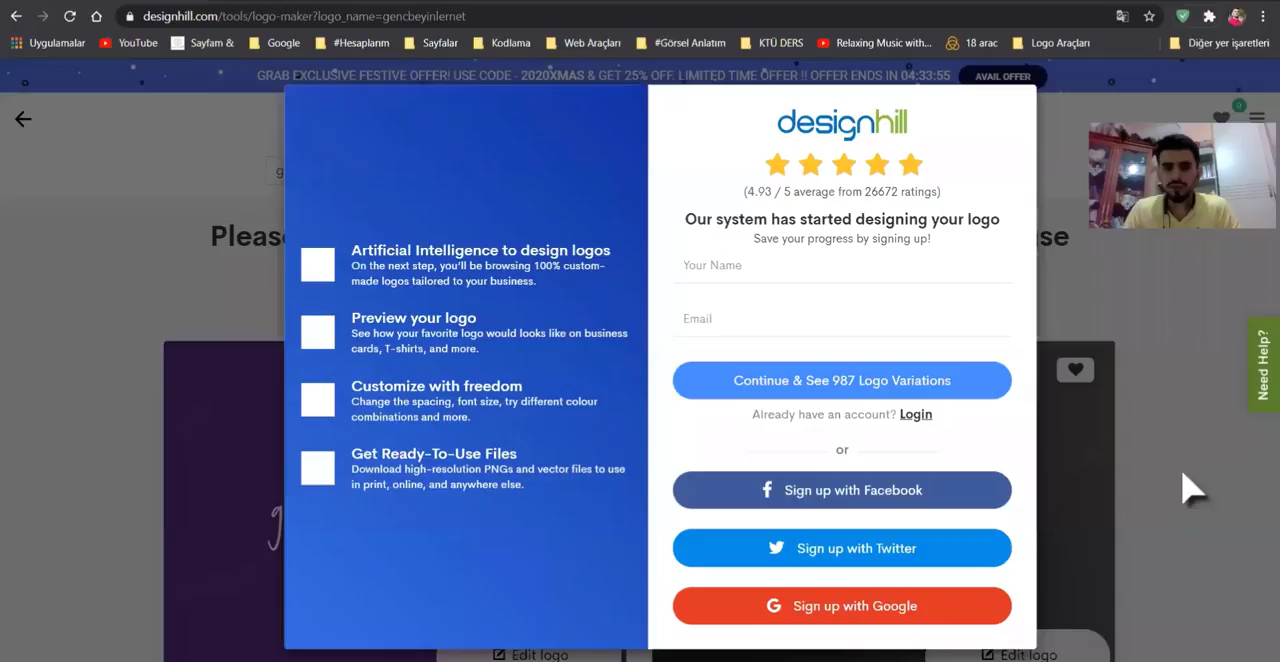 designhill.com/tools/logo-maker?logo_name=gencbeyinlernet
Uygulamalar YouTube Sayfam & Google #Hesaplarım Sayfalar Kodlama Web Araçları #Görsel Anlatım KTÜ DERS Relaxing Music with... 18 arac Logo Araçları Diğer yer işaretleri
GRAB EXCLUSIVE FESTIVE OFFER! USE CODE - 2020XMAS & GET 25% OFF. LIMITED TIME OFFER !! OFFER ENDS IN 04:33:55 AVAIL OFFER
0
g
Pleas
se
designhill
(4.93 / 5 average from 26672 ratings)
Our system has started designing your logo
Save your progress by signing up!
Your Name
Email
Continue & See 987 Logo Variations
Already have an account? Login
or
Sign up with Facebook
Sign up with Twitter
Sign up with Google
Artificial Intelligence to design logos
On the next step, you'll be browsing 100% custom-
made logos tailored to your business.
Preview your logo
See how your favorite logo would looks like on business
cards, T-shirts, and more.
Customize with freedom
Change the spacing, font size, try different colour
combinations and more.
Get Ready-To-Use Files
Download high-resolution PNGs and vector files to use
in print, online, and anywhere else.
Need Help?
g
Edit logo
Edit logo